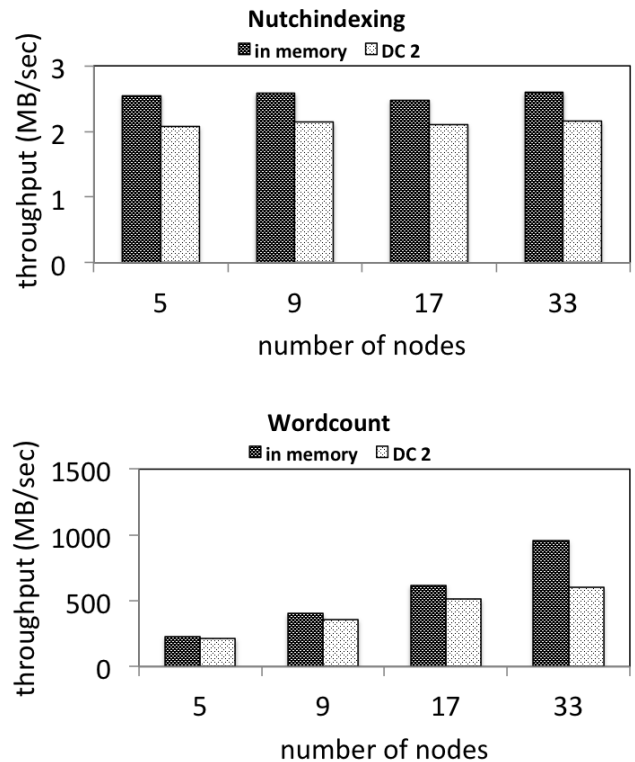 Nutchindexing
in memory DC 2
throughput (MB/sec)
3
2
1
0
5 9 17 33
number of nodes
Wordcount
in memory DC 2
throughput (MB/sec)
1500
1000
500
0
5 9 17 33
number of nodes